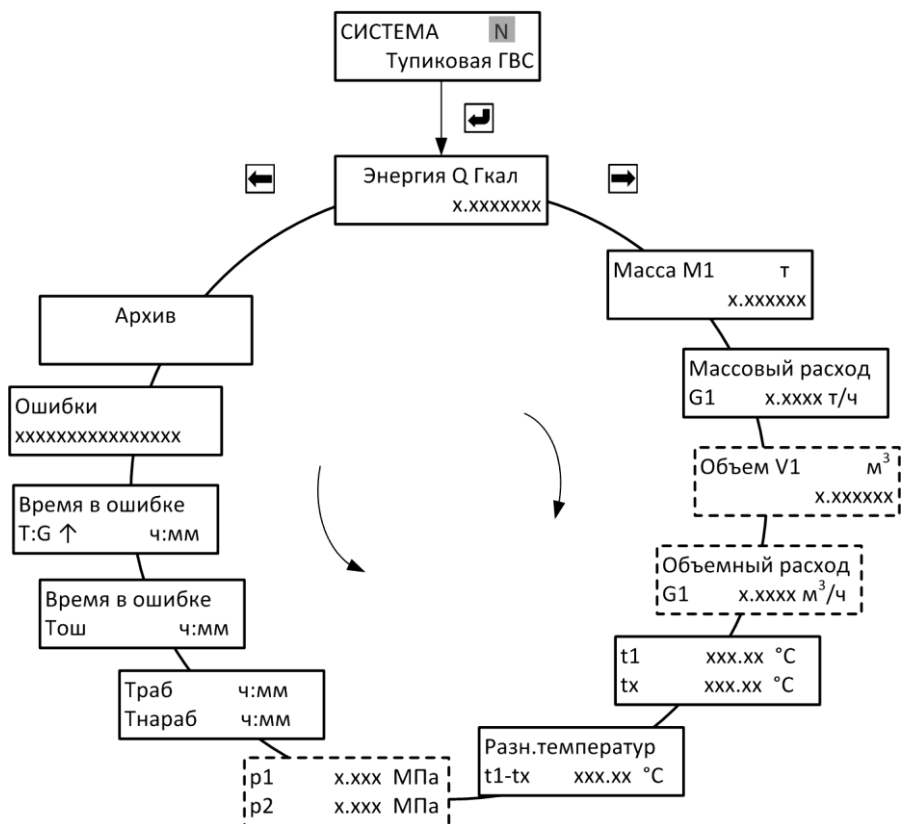 СИСТЕМА N
Тупиковая ГВС
Энергия Q Гкал
x.xxxxxxx
Масса М1 т
x.xxxxxx
Массовый расход
G1 x.xxxx т/ч
Объем V1 м³
x.xxxxxx
Объемный расход
G1 x.xxxx м³/ч
t1 xxx.xx °C
tx xxx.xx °C
Разн.температур
t1-tx xxx.xx °C
p1 x.xxx МПа
p2 x.xxx МПа
Траб ч:мм
Тнараб ч:мм
Время в ошибке
Тош ч:мм
Время в ошибке
T:G ↑ ч:мм
Ошибки
xxxxxxxxxxxxxxxx
Архив